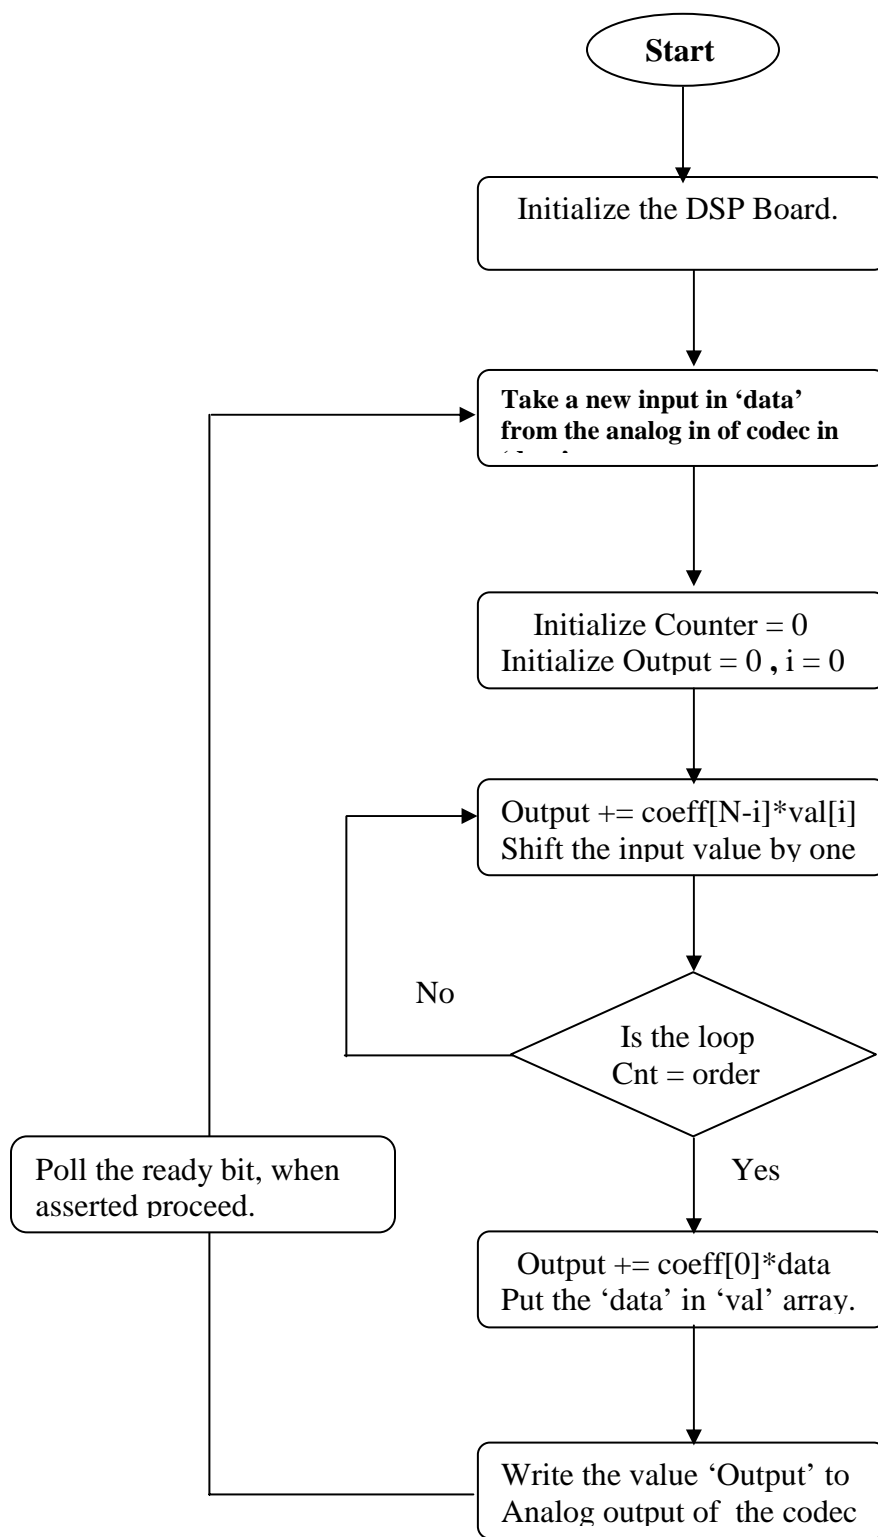 Start
Initialize the DSP Board.
Take a new input in ‘data’
from the analog in of codec in
Initialize Counter = 0
Initialize Output = 0 , i = 0
Output += coeff[N-i]*val[i]
Shift the input value by one
No
Is the loop
Cnt = order
Poll the ready bit, when
asserted proceed.
Yes
Output += coeff[0]*data
Put the ‘data’ in ‘val’ array.
Write the value ‘Output’ to
Analog output of the codec